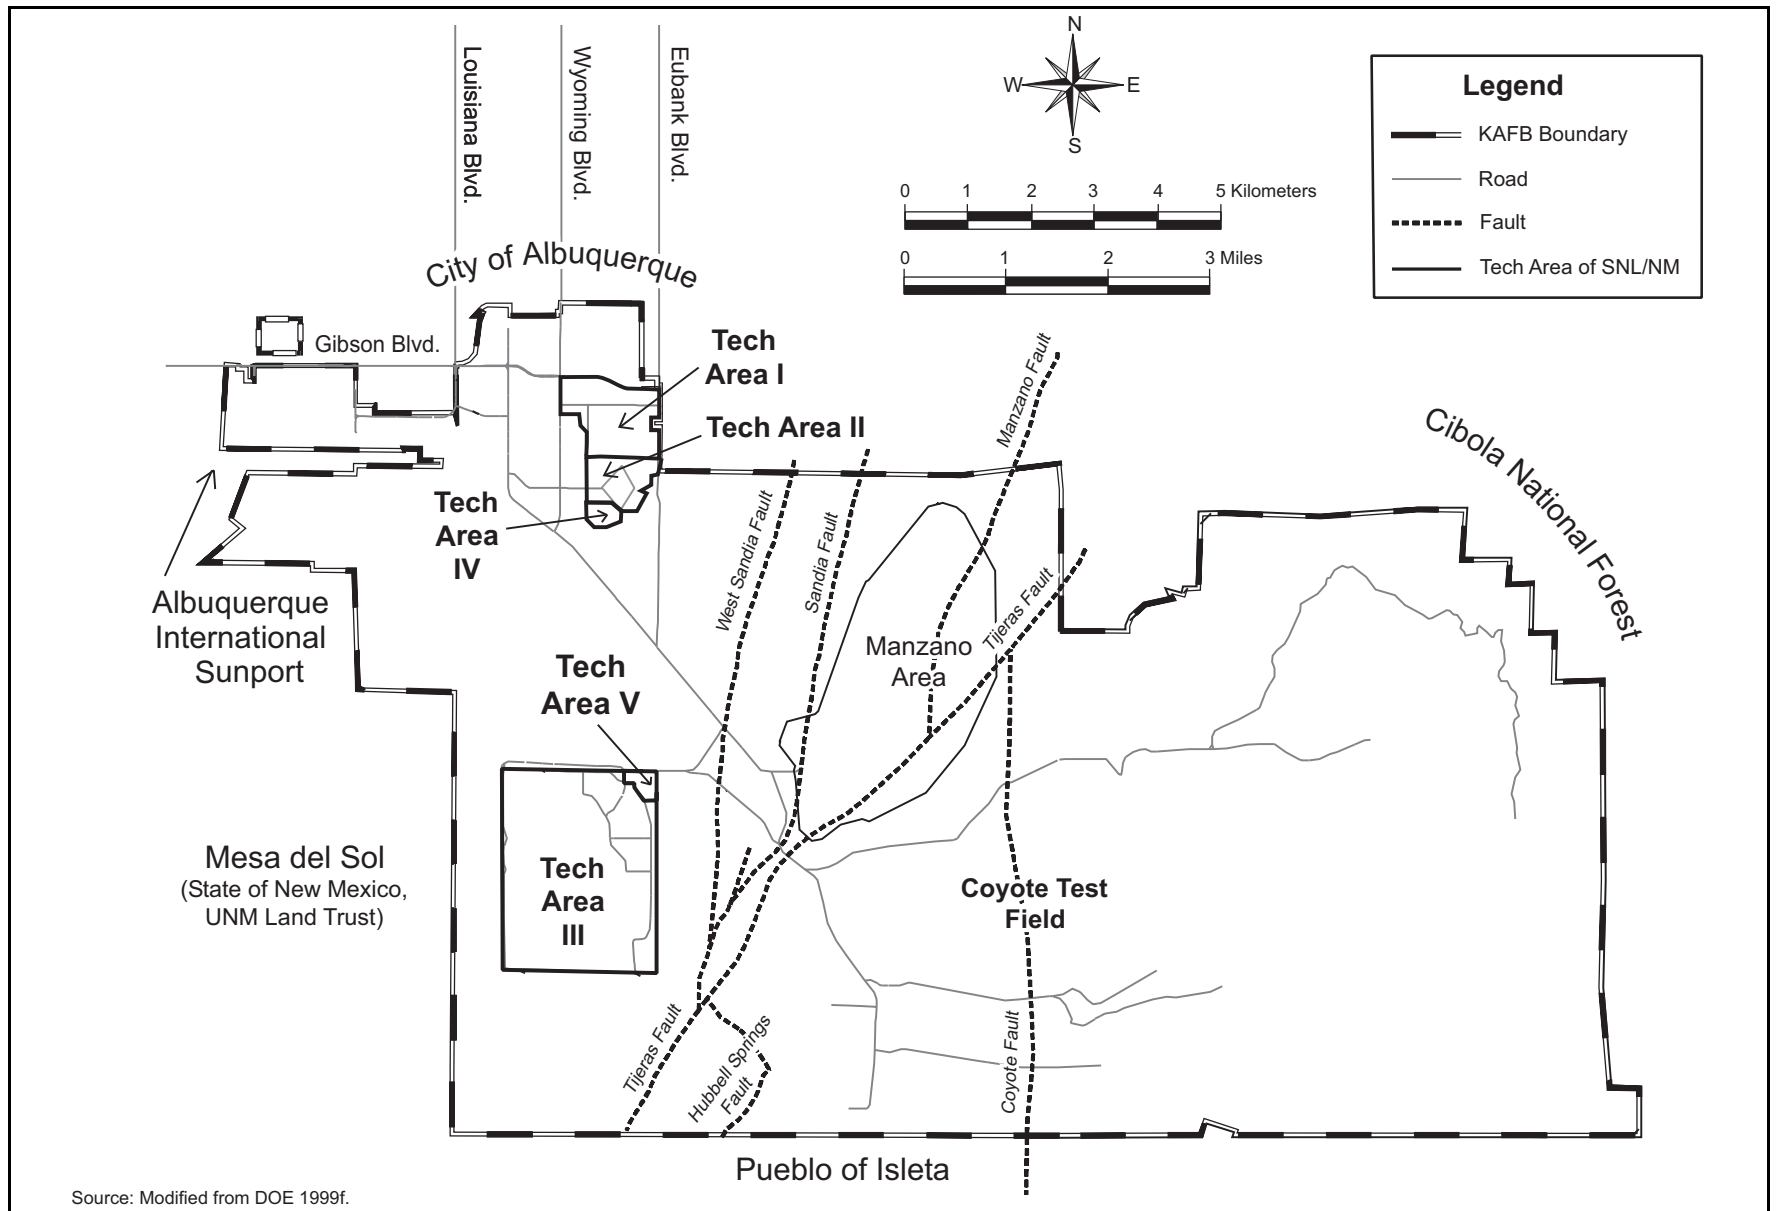 N
W
E
S
Louisiana Blvd.
Wyoming Blvd.
Eubank Blvd.
0 1 2 3 4 5 Kilometers
0 1 2 3 Miles
Legend
KAFB Boundary
Road
Fault
Tech Area of SNL/NM
City of Albuquerque
Gibson Blvd.
Tech
Area I
Tech Area II
Tech
Area
IV
Manzano Fault
Cibola National Forest
West Sandia Fault
Sandia Fault
Tijeras Fault
Manzano
Area
Albuquerque
International
Sunport
Tech
Area V
Mesa del Sol
(State of New Mexico,
UNM Land Trust)
Tech
Area
III
Coyote Test
Field
Tijeras Fault
Hubbell Springs
Fault
Coyote Fault
Pueblo of Isleta
Source: Modified from DOE 1999f.